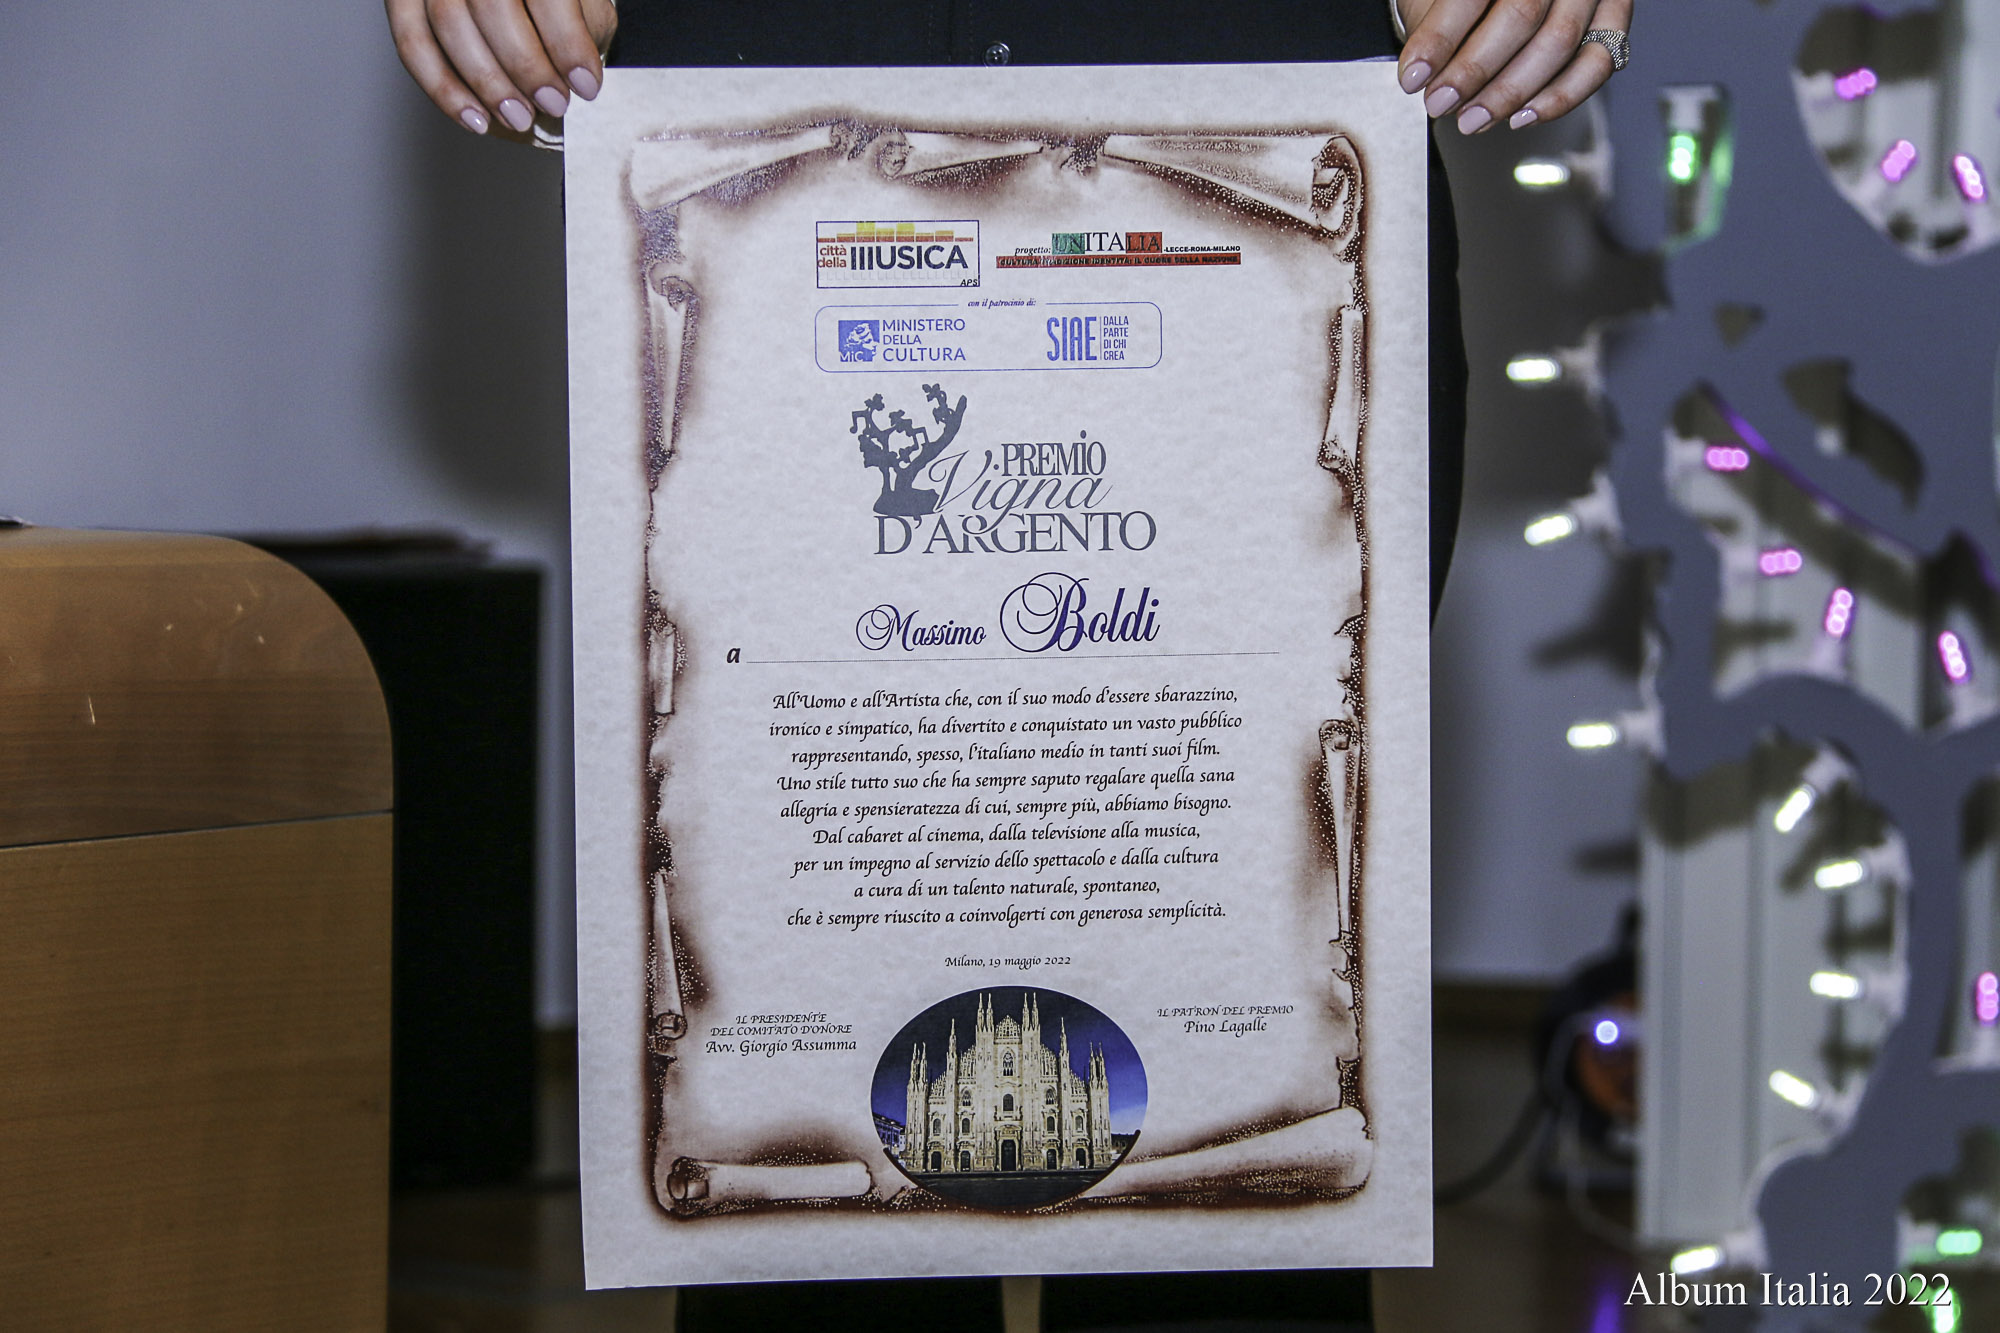 città
della MUSICA
APS
progetto: UNITALIA -LECCE-ROMA-MILANO
con il patrocinio di:
MiC MINISTERO
DELLA
CULTURA
SIAE DALLA
PARTE
DI CHI
CREA
PREMiO
Vigna
D'ARGENTO
a Massimo Boldi
All'Uomo e all'Artista che, con il suo modo d'essere sbarazzino,
ironico e simpatico, ha divertito e conquistato un vasto pubblico
rappresentando, spesso, l'italiano medio in tanti suoi film.
Uno stile tutto suo che ha sempre saputo regalare quella sana
allegria e spensieratezza di cui, sempre più, abbiamo bisogno.
Dal cabaret al cinema, dalla televisione alla musica,
per un impegno al servizio dello spettacolo e dalla cultura
a cura di un talento naturale, spontaneo,
che è sempre riuscito a coinvolgerti con generosa semplicità.
Milano, 19 maggio 2022
IL PRESIDENTE
DEL COMITATO D'ONORE
Avv. Giorgio Assumma
IL PATRON DEL PREMIO
Pino Lagalle
Album Italia 2022